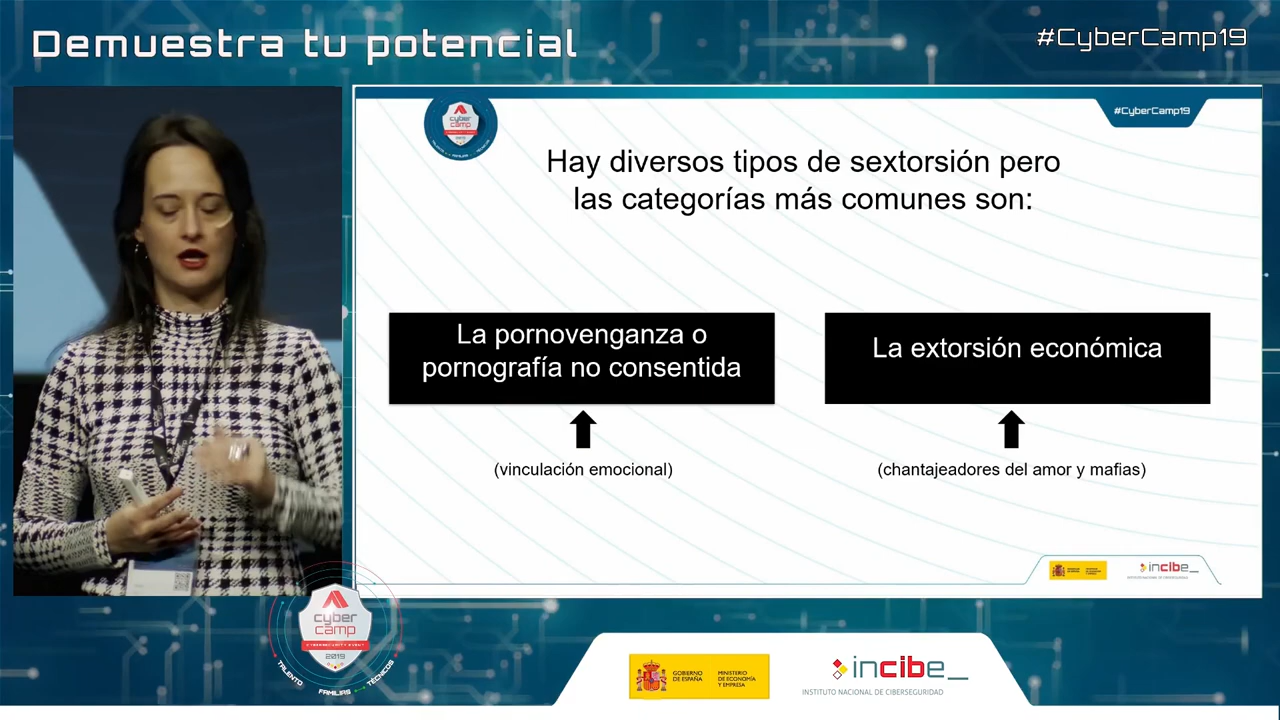 Demuestra tu potencial
#CyberCamp19
#CyberCamp19
cyber
camp
Hay diversos tipos de sextorsión pero
las categorías más comunes son:
La pornovenganza o
pornografía no consentida
La extorsión económica
(vinculación emocional)
(chantajeadores del amor y mafias)
incibe_
cyber
camp
2019
TALENTO
FAMILIAS
TÉCNICOS
GOBIERNO
DE ESPAÑA
MINISTERIO
DE ECONOMÍA
Y EMPRESA
incibe_
INSTITUTO NACIONAL DE CIBERSEGURIDAD